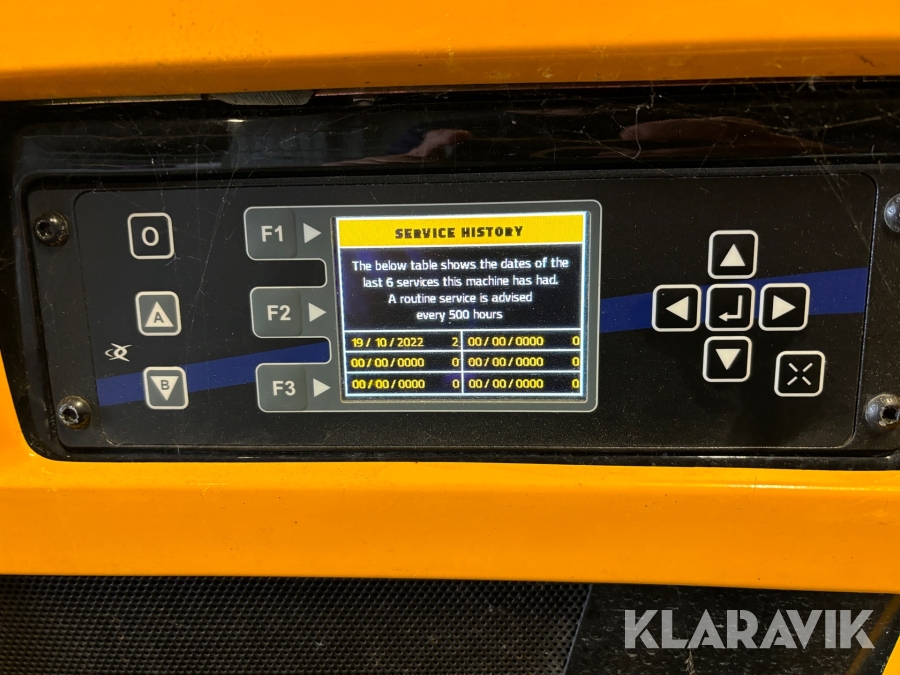 O
A
B
F1
F2
F3
SERVICE HISTORY
The below table shows the dates of the
last 6 services this machine has had.
A routine service is advised
every 500 hours
19/10/2022 2 00/00/0000 0
00/00/0000 0 00/00/0000 0
00/00/0000 0 00/00/0000 0
KLARAVIK